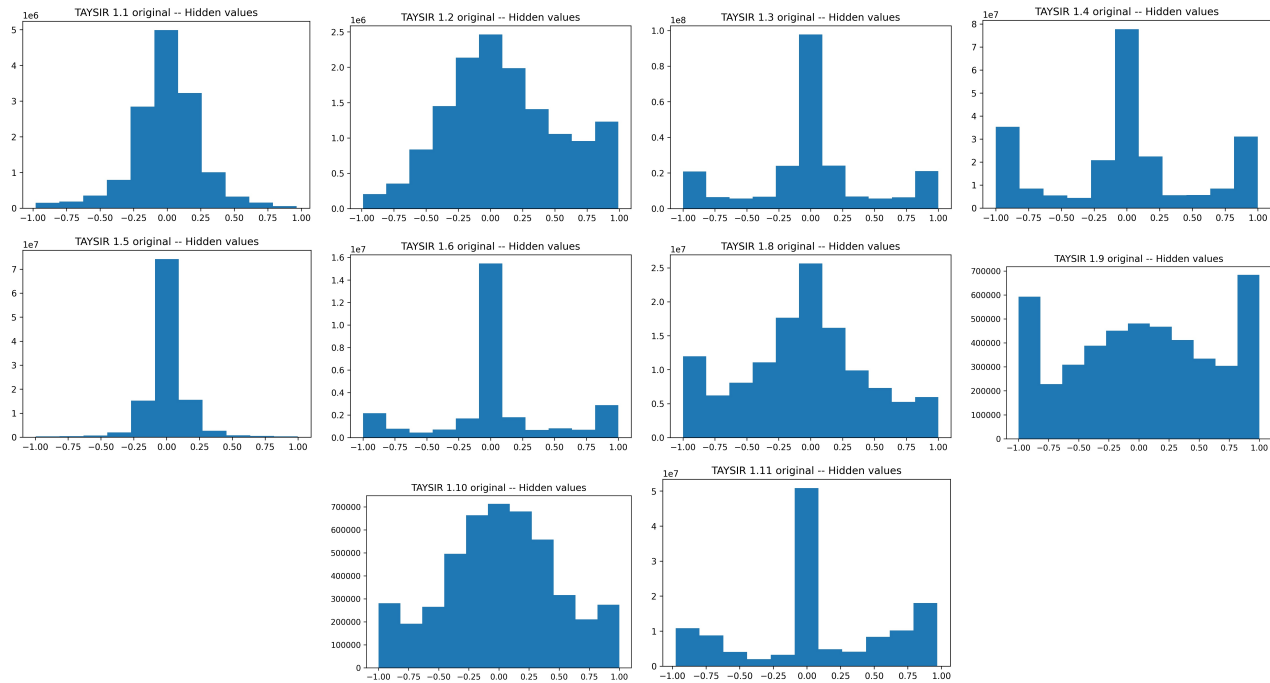 TAYSIR 1.1 original -- Hidden values
1e6
5
4
3
2
1
0
−1.00 −0.75 −0.50 −0.25 0.00 0.25 0.50 0.75 1.00
TAYSIR 1.2 original -- Hidden values
1e6
2.5
2.0
1.5
1.0
0.5
0.0
−1.00 −0.75 −0.50 −0.25 0.00 0.25 0.50 0.75 1.00
TAYSIR 1.3 original -- Hidden values
1e8
1.0
0.8
0.6
0.4
0.2
0.0
−1.00 −0.75 −0.50 −0.25 0.00 0.25 0.50 0.75 1.00
TAYSIR 1.4 original -- Hidden values
1e7
8
7
6
5
4
3
2
1
0
−1.00 −0.75 −0.50 −0.25 0.00 0.25 0.50 0.75 1.00
TAYSIR 1.5 original -- Hidden values
1e7
7
6
5
4
3
2
1
0
−1.00 −0.75 −0.50 −0.25 0.00 0.25 0.50 0.75 1.00
TAYSIR 1.6 original -- Hidden values
1e7
1.6
1.4
1.2
1.0
0.8
0.6
0.4
0.2
0.0
−1.00 −0.75 −0.50 −0.25 0.00 0.25 0.50 0.75 1.00
TAYSIR 1.8 original -- Hidden values
1e7
2.5
2.0
1.5
1.0
0.5
0.0
−1.00 −0.75 −0.50 −0.25 0.00 0.25 0.50 0.75 1.00
TAYSIR 1.9 original -- Hidden values
700000
600000
500000
400000
300000
200000
100000
0
−1.00 −0.75 −0.50 −0.25 0.00 0.25 0.50 0.75 1.00
TAYSIR 1.10 original -- Hidden values
700000
600000
500000
400000
300000
200000
100000
0
−1.00 −0.75 −0.50 −0.25 0.00 0.25 0.50 0.75 1.00
TAYSIR 1.11 original -- Hidden values
1e7
5
4
3
2
1
0
−1.00 −0.75 −0.50 −0.25 0.00 0.25 0.50 0.75 1.00